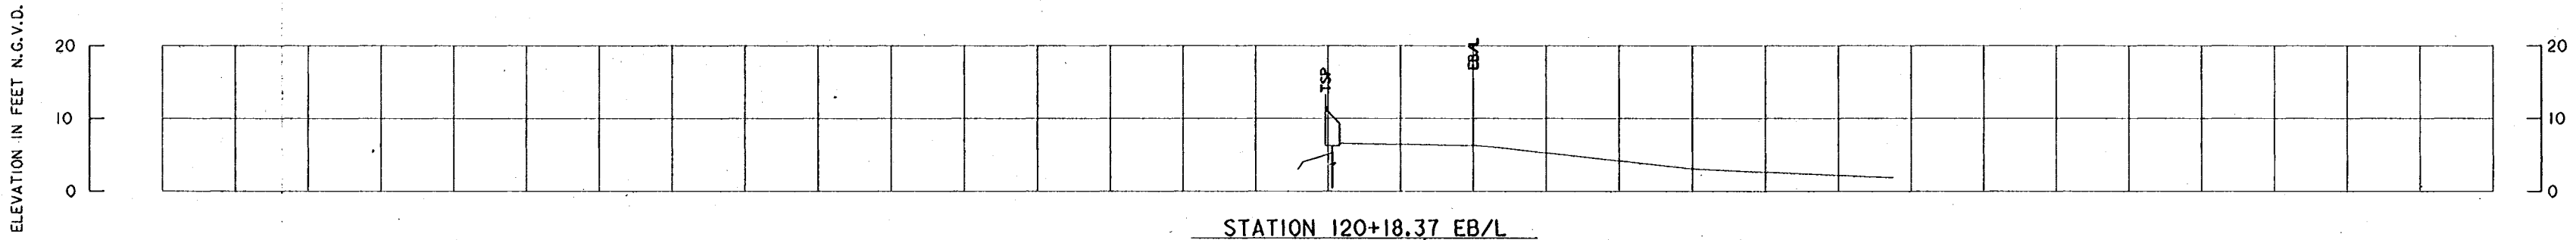 ELEVATION IN FEET N.G.V.D.
20
10
0
TSP
EB/L
20
10
0
STATION 120+18.37 EB/L